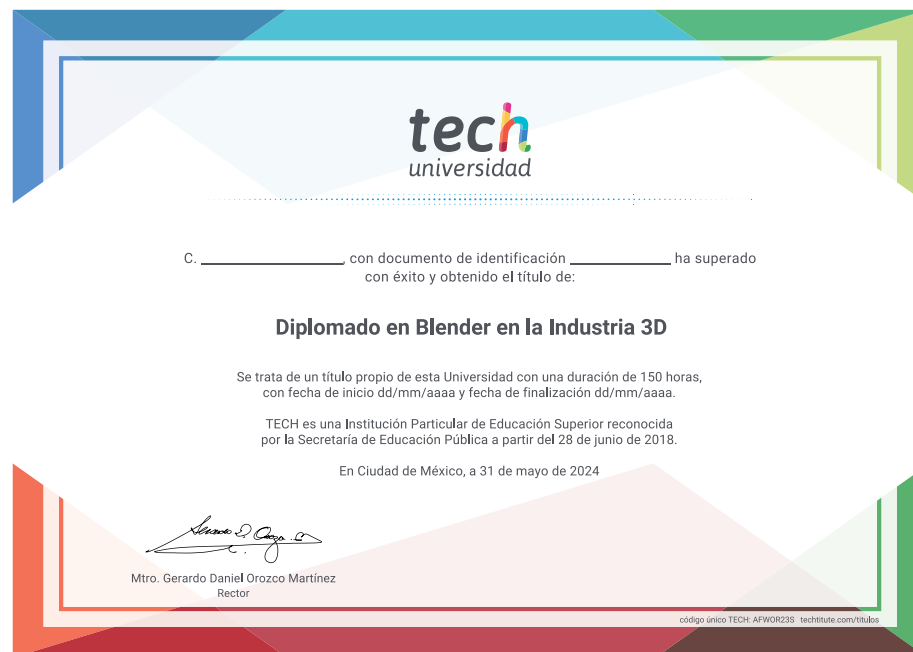 tech
universidad
C. ____________, con documento de identificación ____________ ha superado
con éxito y obtenido el título de:
Diplomado en Blender en la Industria 3D
Se trata de un título propio de esta Universidad con una duración de 150 horas,
con fecha de inicio dd/mm/aaaa y fecha de finalización dd/mm/aaaa.
TECH es una Institución Particular de Educación Superior reconocida
por la Secretaría de Educación Pública a partir del 28 de junio de 2018.
En Ciudad de México, a 31 de mayo de 2024
Mtro. Gerardo Daniel Orozco Martínez
Rector
código único TECH: AFWOR23S techtitute.com/titulos